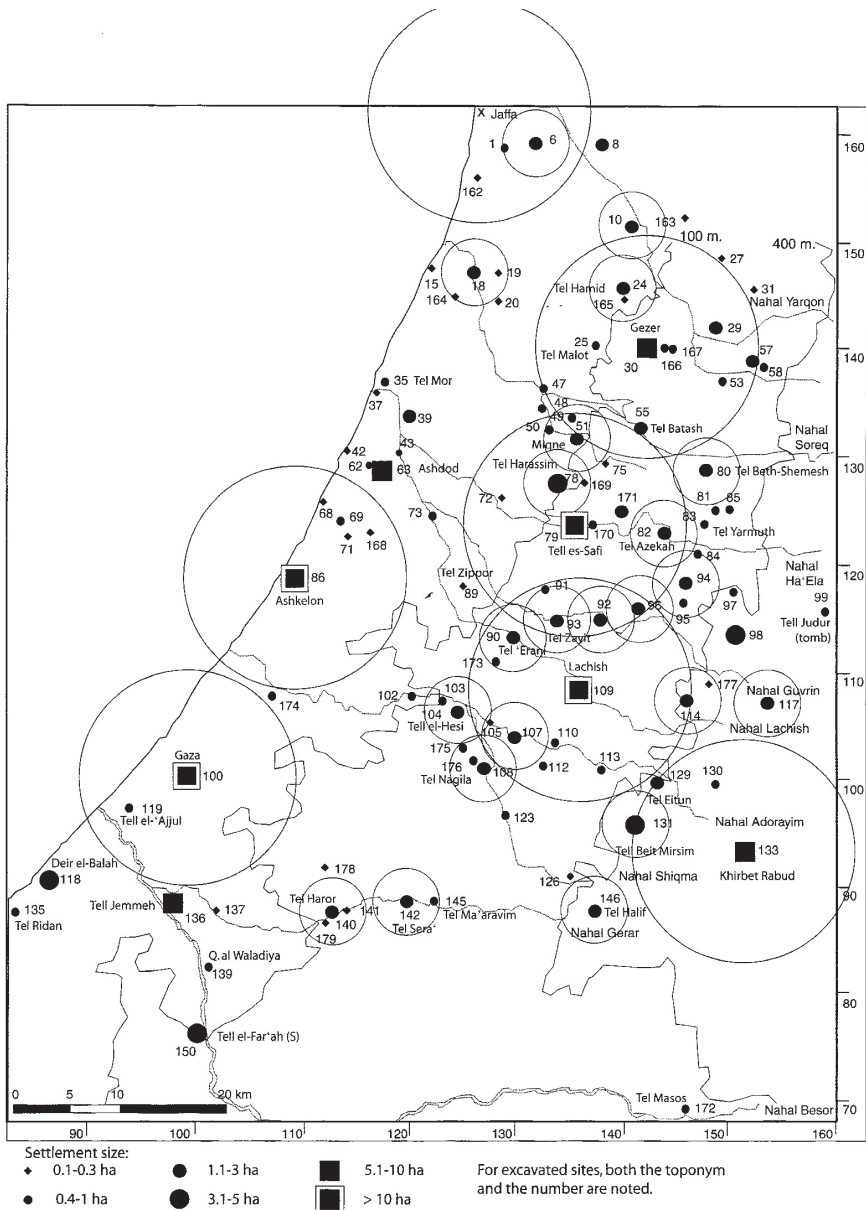 x Jaffa
160
1
6
8
162
10
163
100 m.
150
400 m.
27
15
18
19
164
20
Tel Hamid
24
165
31
Nahal Yarqon
Gezer
29
25
Tel Malot
30
166
167
57
58
140
35 Tel Mor
37
47
53
39
48
49
55
50
51
Tel Batash
Nahal
Soreq
42
43
Miqne
62
63
Ashdod
Tel Harassim
78
75
80
Tel Beth-Shemesh
130
169
72
68
69
73
171
81
85
83
79
170
82
Tel Yarmuth
71
168
Tell es-Safi
Tel Azekah
84
120
86
Ashkelon
Tel Zippor
89
91
94
Nahal
Ha'Ela
99
92
96
95
97
Tell Judur
(tomb)
90
93
98
Tel 'Erani
Tel Zayit
173
Lachish
109
110
177
Nahal Guvrin
174
102
103
104
Tell el-Hesi
105
107
110
114
117
Nahal Lachish
175
176
Tel Nagila
108
112
113
129
130
100
Gaza
100
Tel Eitun
119
Tell el-'Ajjul
123
131
Nahal Adorayim
Tell Beit Mirsim
133
Khirbet Rabud
Deir el-Balah
118
178
126
Nahal Shiqma
90
Tell Jemmeh
136
137
Tel Haror
140
141
142
Tel Sera'
145
Tel Ma'aravim
146
Tel Halif
135
Tel Ridan
179
Nahal Gerar
Q. al Waladiya
139
80
150
Tell el-Far'ah (S)
0 5 10 20 km
Tel Masos
172
Nahal Besor
70
90 100 110 120 130 140 150 160
Settlement size:
0.1-0.3 ha
1.1-3 ha
5.1-10 ha
0.4-1 ha
3.1-5 ha
> 10 ha
For excavated sites, both the toponym
and the number are noted.